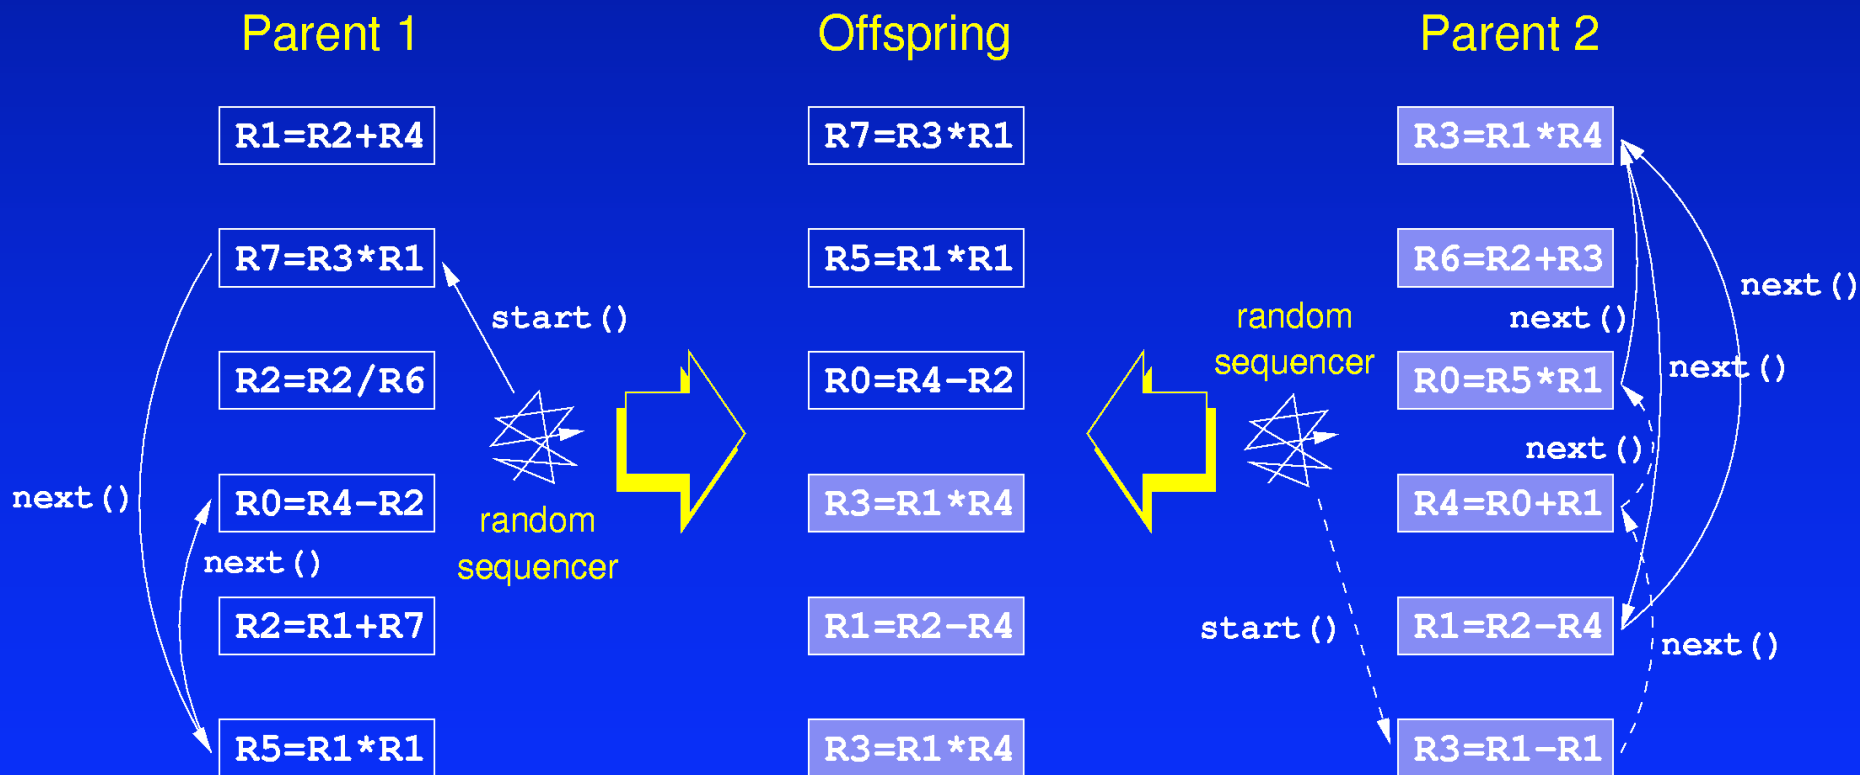 Parent 1
Offspring
Parent 2
R1=R2+R4
R7=R3*R1
R3=R1*R4
R7=R3*R1
R5=R1*R1
R6=R2+R3
next()
start()
random
sequencer
next()
R2=R2/R6
R0=R4-R2
R0=R5*R1
next()
next()
next()
R0=R4-R2
random
sequencer
R3=R1*R4
R4=R0+R1
next()
R2=R1+R7
R1=R2-R4
start()
R1=R2-R4
next()
R5=R1*R1
R3=R1*R4
R3=R1-R1